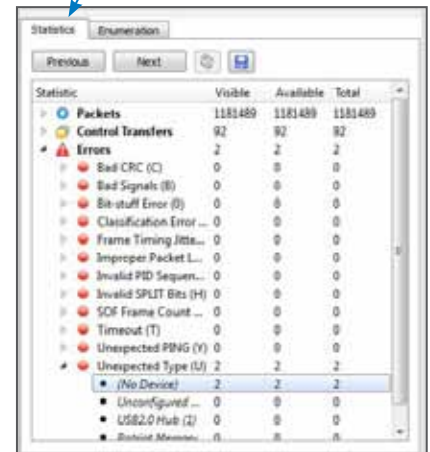 Statistics Enumeration
Previous Next
Statistic Visible Available Total
Packets 1181489 1181489 1181489
Control Transfers 92 92 92
Errors 2 2 2
Bad CRC (C) 0 0 0
Bad Signals (B) 0 0 0
Bit-stuff Error (0) 0 0 0
Classification Error ... 0 0 0
Frame Timing Jitte... 0 0 0
Improper Packet L... 0 0 0
Invalid PID Sequen... 0 0 0
Invalid SPLIT Bits (H) 0 0 0
SOF Frame Count ... 0 0 0
Timeout (T) 0 0 0
Unexpected PING (Y) 0 0 0
Unexpected Type (U) 2 2 2
(No Device) 2 2 2
Unconfigured ... 0 0 0
USB2.0 Hub (1) 0 0 0
Patriot Memory 0 0 0